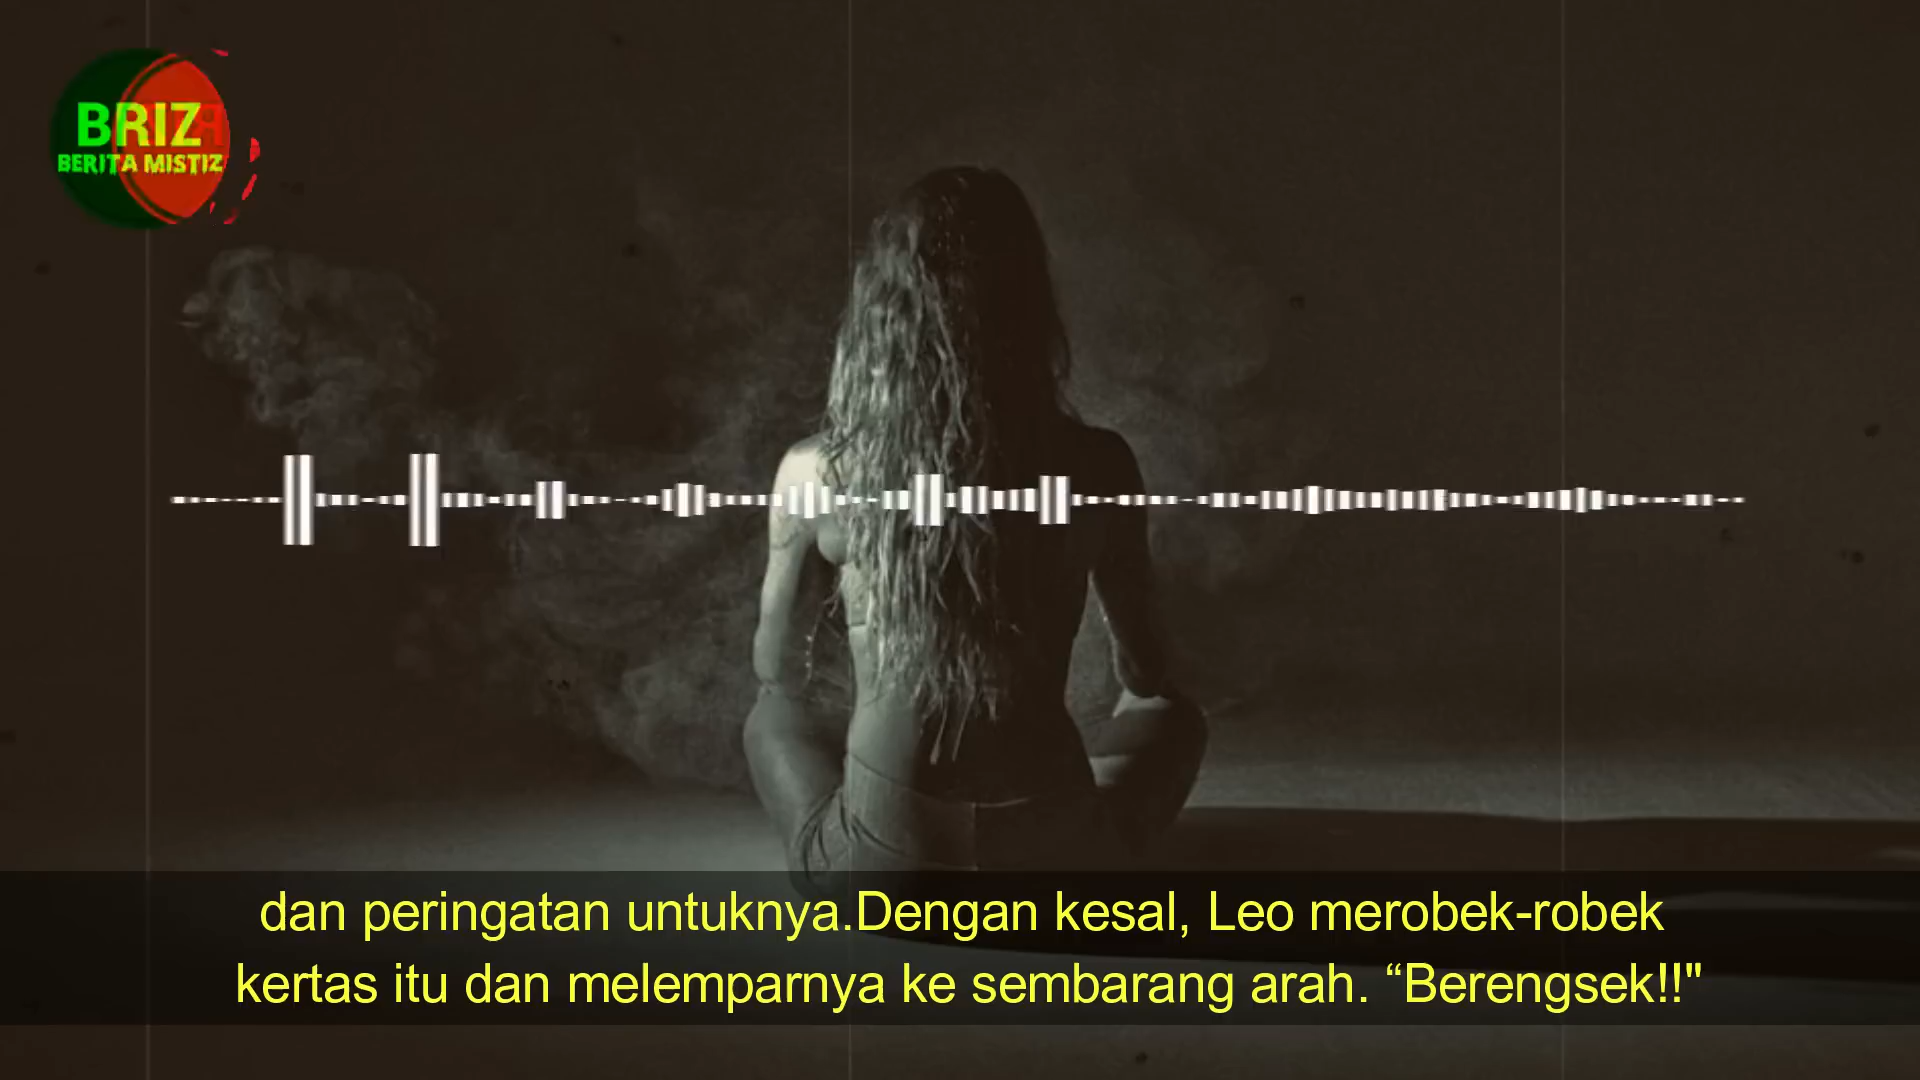 BRIZ
BERITA MISTIZ
dan peringatan untuknya.Dengan kesal, Leo merobek-robek
kertas itu dan melemparnya ke sembarang arah. “Berengsek!!"